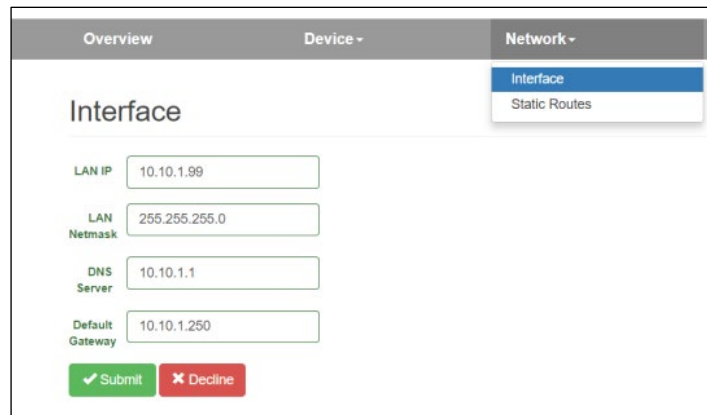 Overview Device Network
Interface
Static Routes
Interface
LAN IP 10.10.1.99
LAN
Netmask
255.255.255.0
DNS
Server
10.10.1.1
Default
Gateway
10.10.1.250
Submit Decline